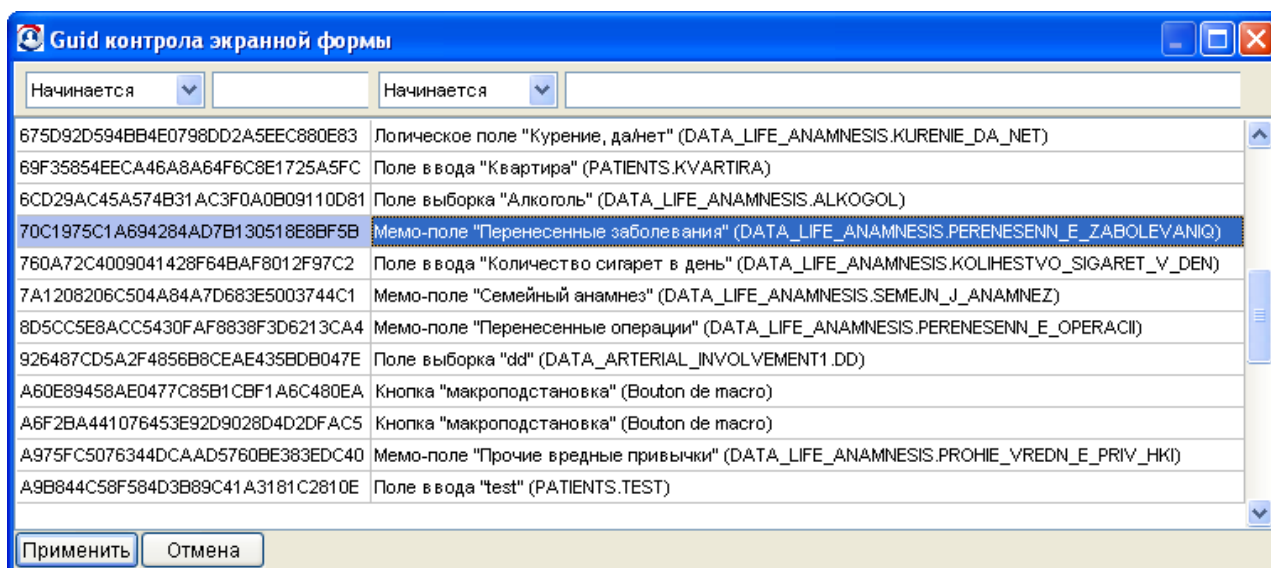 Guid контрола экранной формы
Начинается Начинается
675D92D594BB4E0798DD2A5EEC880E83 Логическое поле "Курение, да/нет" (DATA_LIFE_ANAMNESIS.KURENIE_DA_NET)
69F35854EECA46A8A64F6C8E1725A5FC Поле ввода "Квартира" (PATIENTS.KVARTIRA)
6CD29AC45A574B31AC3F0A0B09110D81 Поле выборка "Алкоголь" (DATA_LIFE_ANAMNESIS.ALKOGOL)
70C1975C1A694284AD7B130518E8BF5B Мемо-поле "Перенесенные заболевания" (DATA_LIFE_ANAMNESIS.PERENESENN_E_ZABOLEVANIQ)
760A72C4009041428F64BAF8012F97C2 Поле ввода "Количество сигарет в день" (DATA_LIFE_ANAMNESIS.KOLIHESTVO_SIGARET_V_DEN)
7A1208206C504A84A7D683E5003744C1 Мемо-поле "Семейный анамнез" (DATA_LIFE_ANAMNESIS.SEMEJN_J_ANAMNEZ)
8D5CC5E8ACC5430FAF8838F3D6213CA4 Мемо-поле "Перенесенные операции" (DATA_LIFE_ANAMNESIS.PERENESENN_E_OPERACII)
926487CD5A2F4856B8CEAE435BDB047E Поле выборка "dd" (DATA_ARTERIAL_INVOLVEMENT1.DD)
A60E89458AE0477C85B1CBF1A6C480EA Кнопка "макроподстановка" (Bouton de macro)
A6F2BA441076453E92D9028D4D2DFAC5 Кнопка "макроподстановка" (Bouton de macro)
A975FC5076344DCAAD5760BE383EDC40 Мемо-поле "Прочие вредные привычки" (DATA_LIFE_ANAMNESIS.PROHIE_VREDN_E_PRIV_HKI)
A9B844C58F584D3B89C41A3181C2810E Поле ввода "test" (PATIENTS.TEST)
Применить Отмена